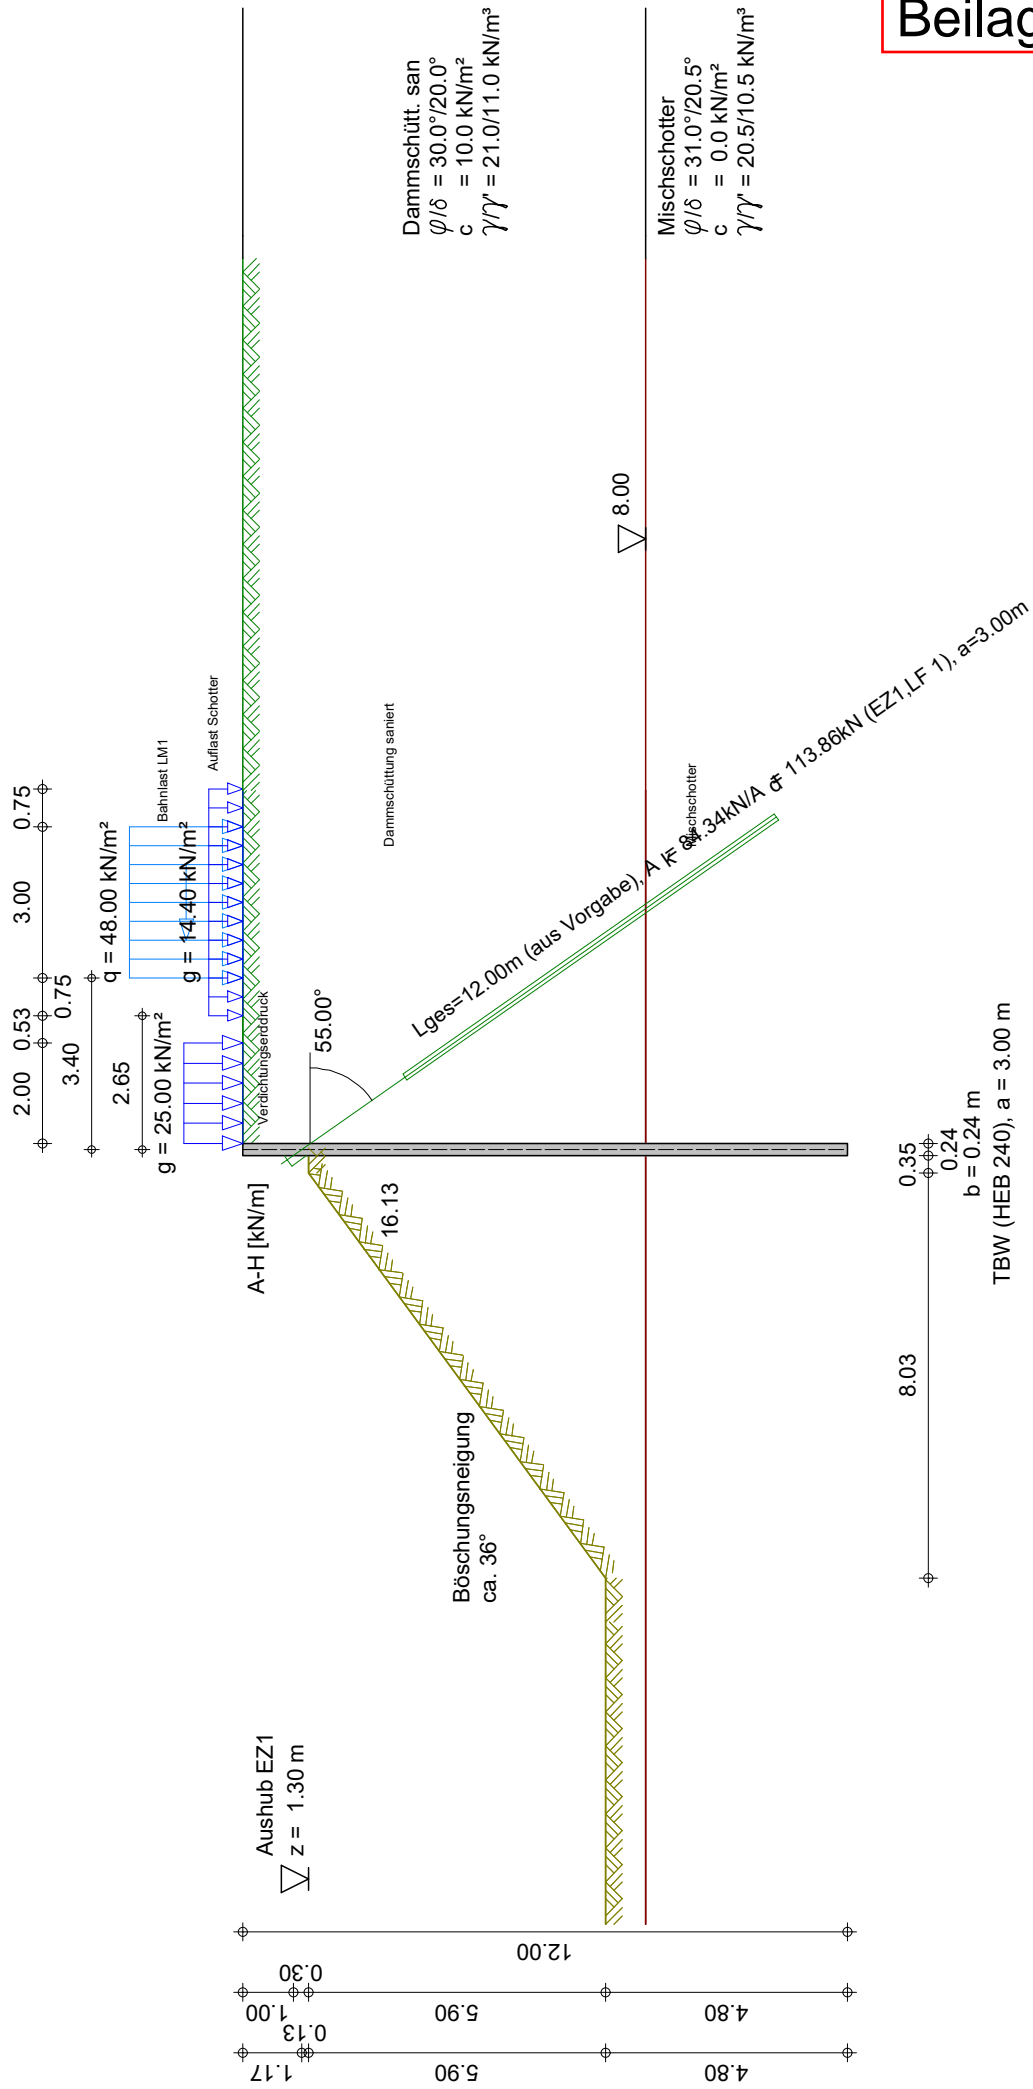 Beilag
Dammschütt. san
φ/δ = 30.0°/20.0°
c = 10.0 kN/m²
γ/γ' = 21.0/11.0 kN/m³
Mischschotter
φ/δ = 31.0°/20.5°
c = 0.0 kN/m²
γ/γ' = 20.5/10.5 kN/m³
8.00
2.00
0.53
0.75
3.00
0.75
3.40
2.65
q = 48.00 kN/m²
g = 14.40 kN/m²
g = 25.00 kN/m²
Bahnlast LM1
Auflast Schotter
Verdichtungserddruck
Dammschüttung saniert
Mischschotter
55.00°
Lges=12.00m (aus Vorgabe), A k= 84.34kN/A d= 113.86kN (EZ1,LF 1), a=3.00m
A-H [kN/m]
16.13
Böschungsneigung
ca. 36°
Aushub EZ1
z = 1.30 m
8.03
0.35
0.24
b = 0.24 m
TBW (HEB 240), a = 3.00 m
12.00
1.00
0.30
5.90
4.80
1.17
0.13
5.90
4.80